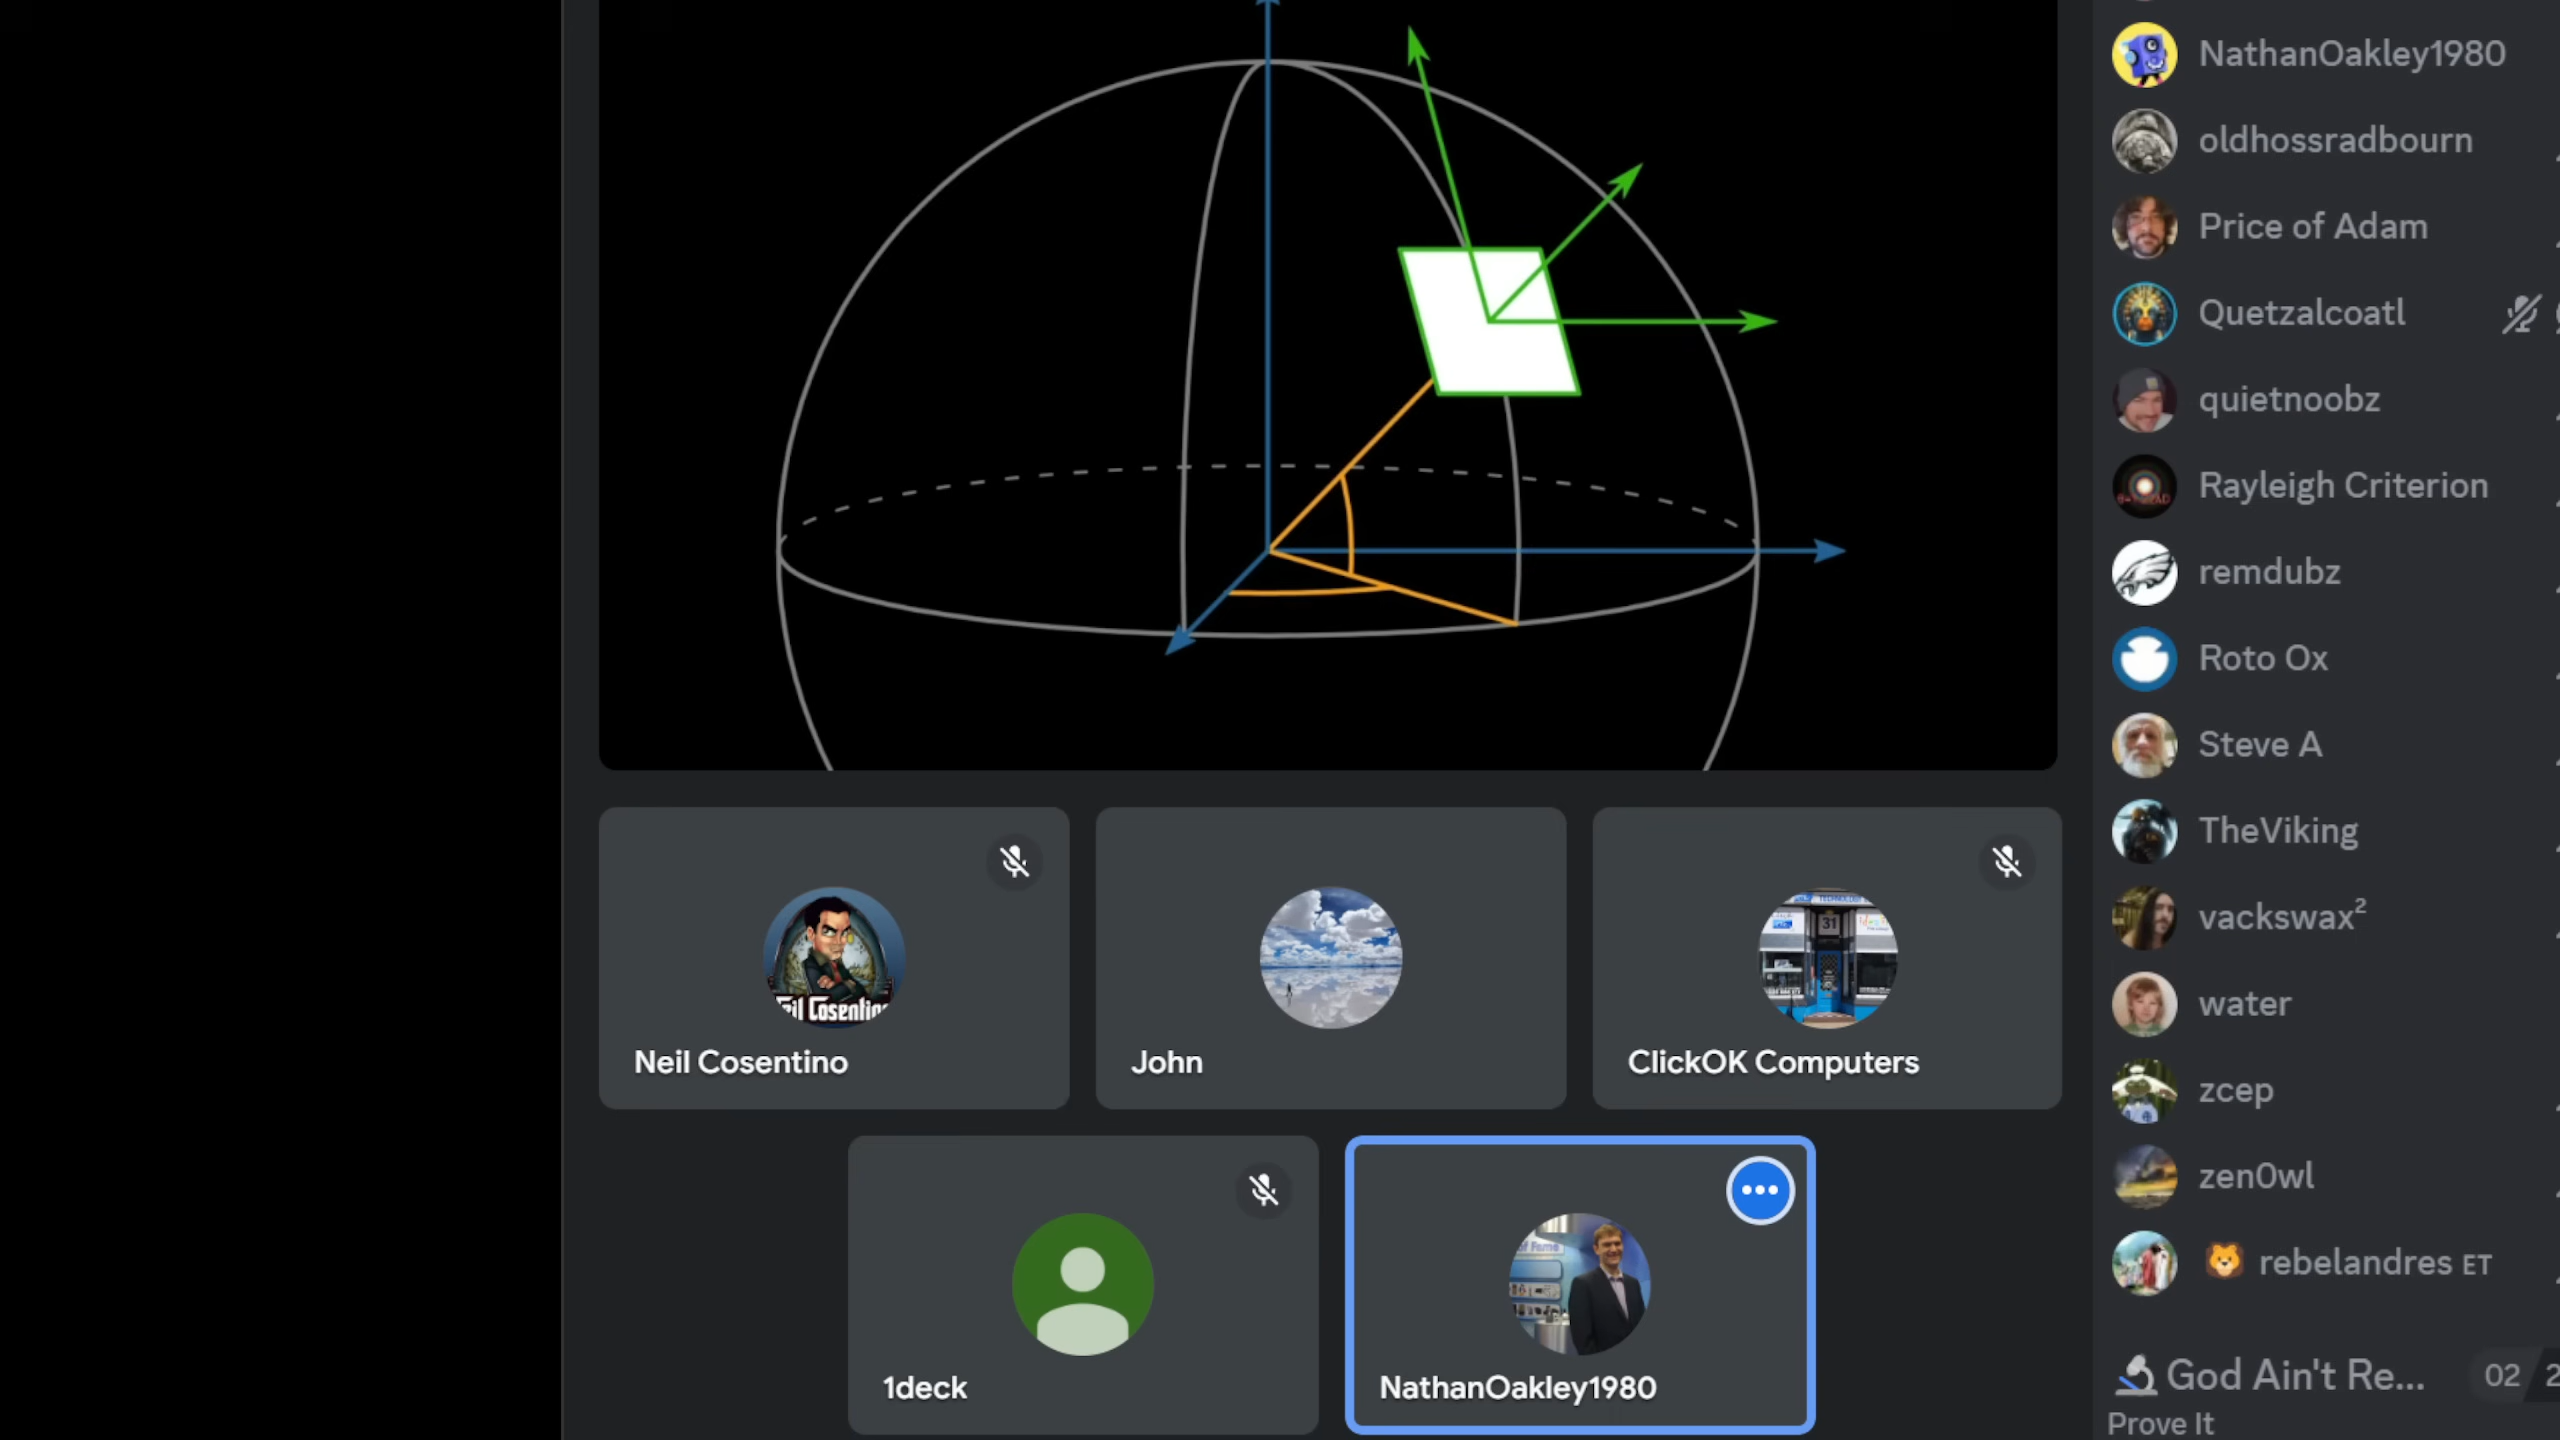 NathanOakley1980
oldhossradbourn
Price of Adam
Quetzalcoatl
quietnoobz
Rayleigh Criterion
remdubz
Roto Ox
Steve A
TheViking
vackswax²
water
zcep
zen0wl
rebelandres ET
God Ain't Re...
02
Prove It
Neil Cosentino
John
31
ClickOK Computers
1deck
NathanOakley1980